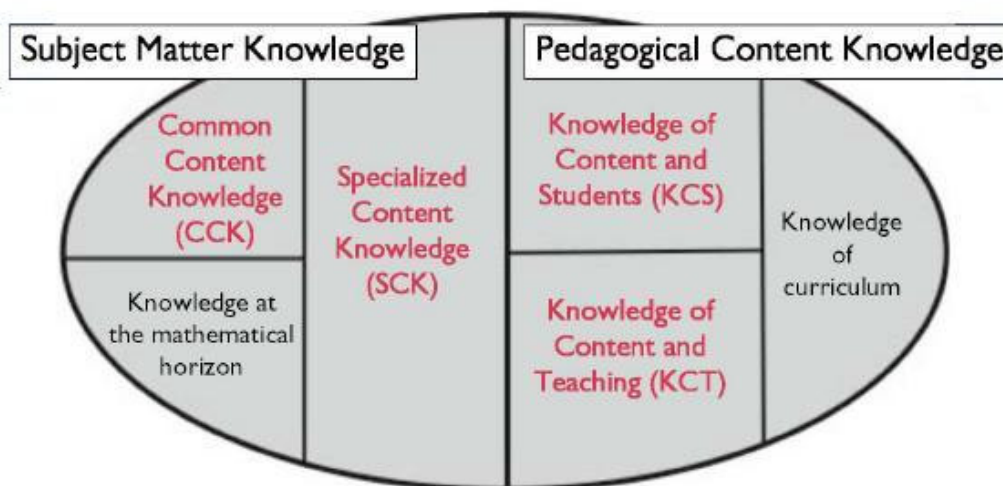 Subject Matter Knowledge
Pedagogical Content Knowledge
Common
Content
Knowledge
(CCK)
Knowledge at
the mathematical
horizon
Specialized
Content
Knowledge
(SCK)
Knowledge of
Content and
Students (KCS)
Knowledge of
Content and
Teaching (KCT)
Knowledge
of
curriculum